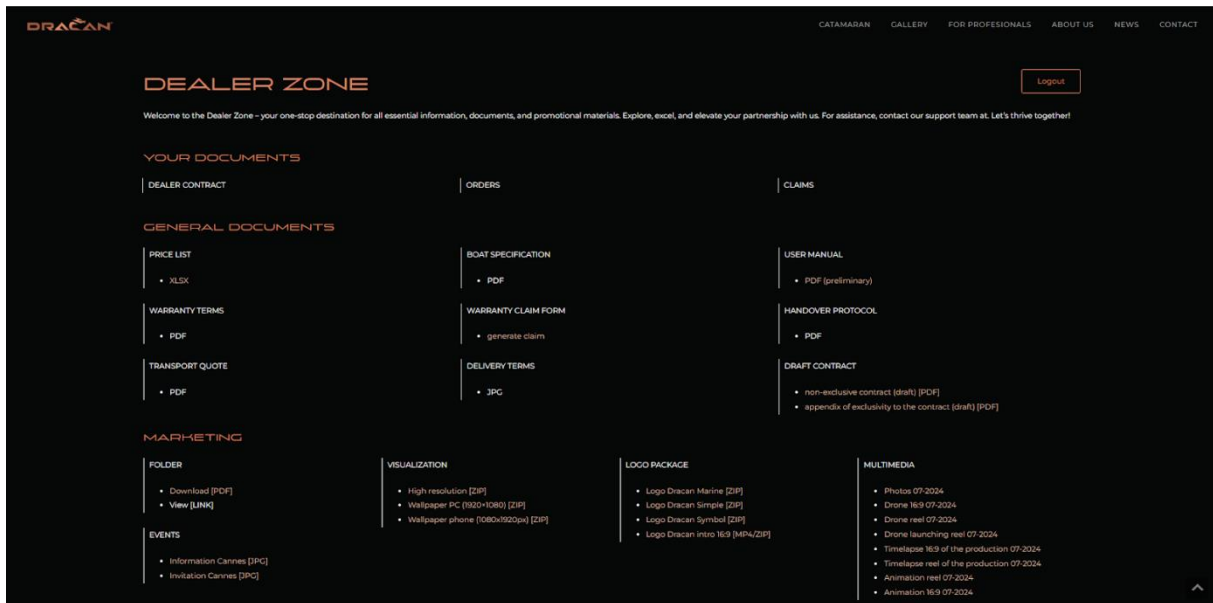 DRACAN
CATAMARAN GALLERY FOR PROFESIONALS ABOUT US NEWS CONTACT
DEALER ZONE
Logout
Welcome to the Dealer Zone – your one-stop destination for all essential information, documents, and promotional materials. Explore, excel, and elevate your partnership with us. For assistance, contact our support team at. Let's thrive together!
YOUR DOCUMENTS
DEALER CONTRACT
ORDERS
CLAIMS
GENERAL DOCUMENTS
PRICE LIST
• XLSX
BOAT SPECIFICATION
• PDF
USER MANUAL
• PDF (preliminary)
WARRANTY TERMS
• PDF
WARRANTY CLAIM FORM
• generate claim
HANDOVER PROTOCOL
• PDF
TRANSPORT QUOTE
• PDF
DELIVERY TERMS
• JPG
DRAFT CONTRACT
• non-exclusive contract (draft) [PDF]
• appendix of exclusivity to the contract (draft) [PDF]
MARKETING
FOLDER
• Download [PDF]
• View [LINK]
EVENTS
• Information Cannes [JPG]
• Invitation Cannes [JPG]
VISUALIZATION
• High resolution [ZIP]
• Wallpaper PC (1920×1080) [ZIP]
• Wallpaper phone (1080x1920px) [ZIP]
LOGO PACKAGE
• Logo Dracan Marine [ZIP]
• Logo Dracan Simple [ZIP]
• Logo Dracan Symbol [ZIP]
• Logo Dracan intro 16:9 [MP4/ZIP]
MULTIMEDIA
• Photos 07-2024
• Drone 16:9 07-2024
• Drone reel 07-2024
• Drone launching reel 07-2024
• Timelapse 16:9 of the production 07-2024
• Timelapse reel of the production 07-2024
• Animation reel 07-2024
• Animation 16:9 07-2024